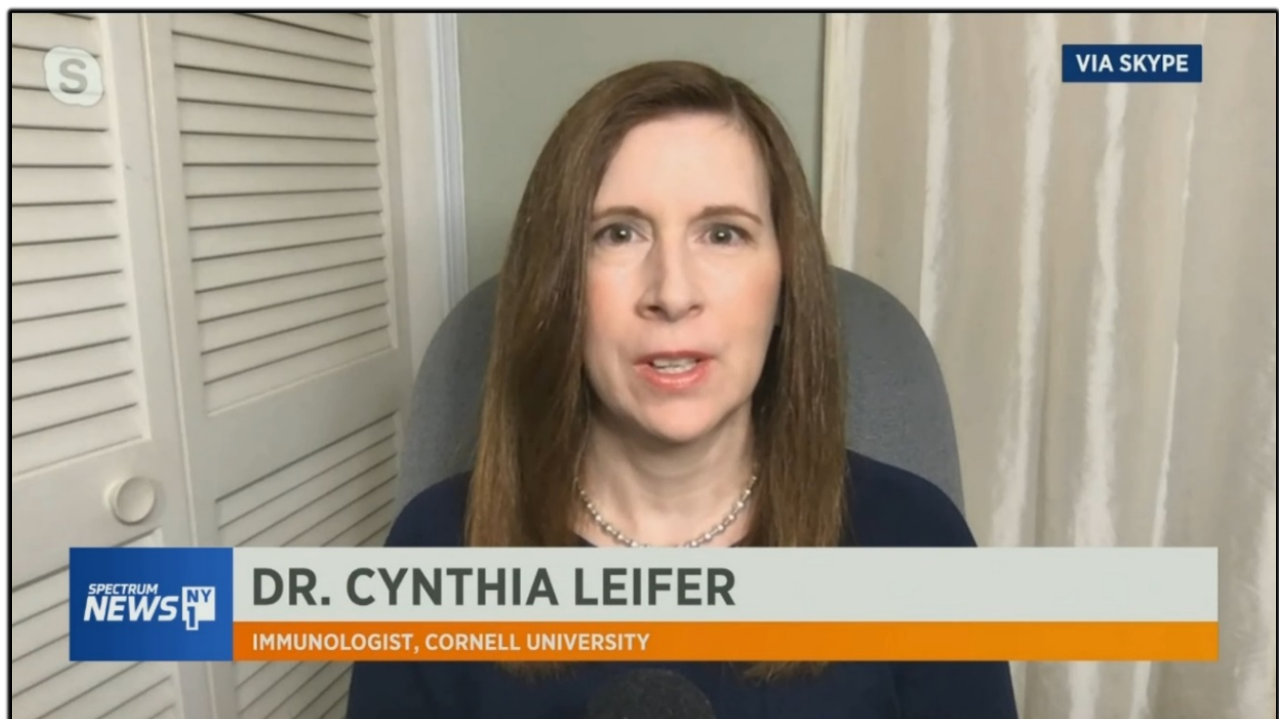 S
VIA SKYPE
SPECTRUM
NEWS NY
1
DR. CYNTHIA LEIFER
IMMUNOLOGIST, CORNELL UNIVERSITY